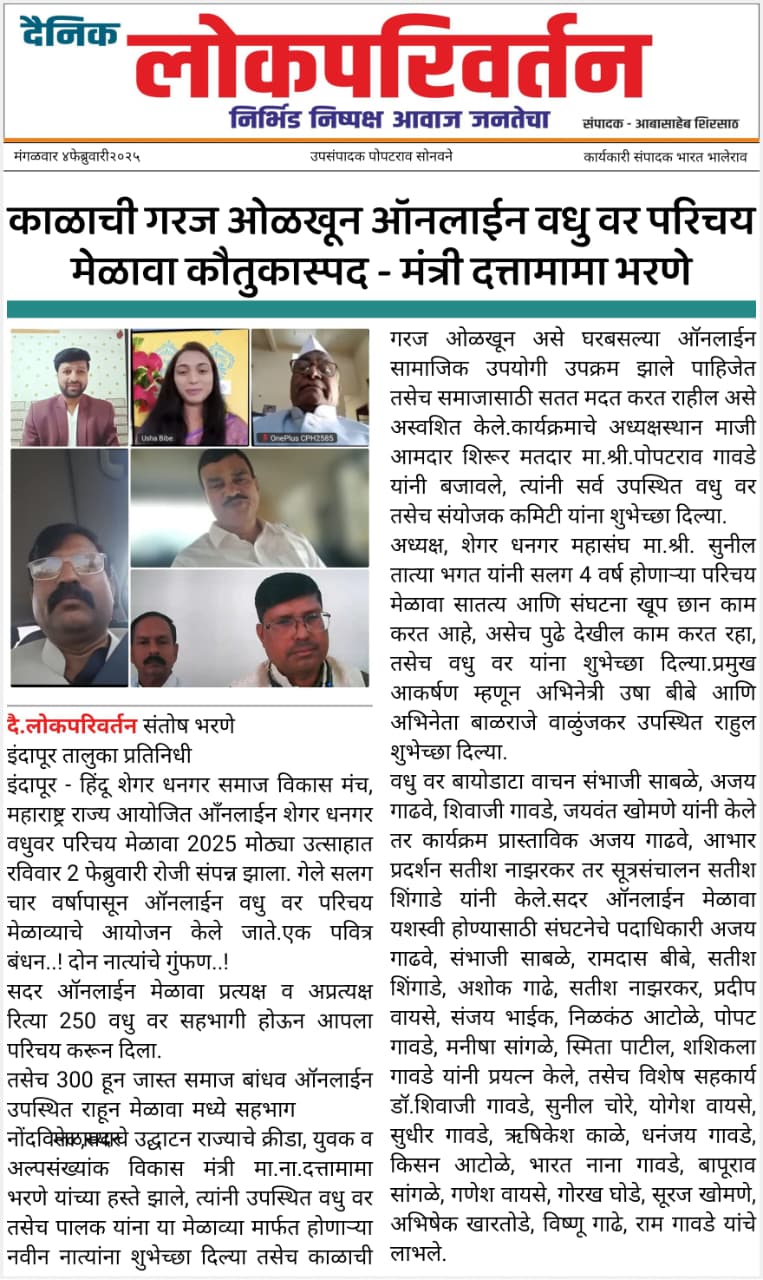 दैनिक
लोकपरिवर्तन
निर्भिड निष्पक्ष आवाज जनतेचा
संपादक - आबासाहेब शिरसाठ
मंगळवार ४फेब्रुवारी२०२५
उपसंपादक पोपटराव सोनवने
कार्यकारी संपादक भारत भालेराव
काळाची गरज ओळखून ऑनलाईन वधु वर परिचय
मेळावा कौतुकास्पद - मंत्री दत्तामामा भरणे
Usha Bibe
OnePlus CPH2585
दै.लोकपरिवर्तन संतोष भरणे
इंदापूर तालुका प्रतिनिधी
इंदापूर - हिंदू शेगर धनगर समाज विकास मंच,
महाराष्ट्र राज्य आयोजित आँनलाईन शेगर धनगर
वधुवर परिचय मेळावा 2025 मोठ्या उत्साहात
रविवार 2 फेब्रुवारी रोजी संपन्न झाला. गेले सलग
चार वर्षापासून ऑनलाईन वधु वर परिचय
मेळाव्याचे आयोजन केले जाते.एक पवित्र
बंधन..! दोन नात्यांचे गुंफण..!
सदर ऑनलाईन मेळावा प्रत्यक्ष व अप्रत्यक्ष
रित्या 250 वधु वर सहभागी होऊन आपला
परिचय करून दिला.
तसेच 300 हून जास्त समाज बांधव ऑनलाईन
उपस्थित राहून मेळावा मध्ये सहभाग
उद्घाटन राज्याचे क्रीडा, युवक व
अल्पसंख्यांक विकास मंत्री मा.ना.दत्तामामा
भरणे यांच्या हस्ते झाले, त्यांनी उपस्थित वधु वर
तसेच पालक यांना या मेळाव्या मार्फत होणाऱ्या
नवीन नात्यांना शुभेच्छा दिल्या तसेच काळाची
गरज ओळखून असे घरबसल्या ऑनलाईन
सामाजिक उपयोगी उपक्रम झाले पाहिजेत
तसेच समाजासाठी सतत मदत करत राहील असे
अस्वशित केले.कार्यक्रमाचे अध्यक्षस्थान माजी
आमदार शिरूर मतदार मा.श्री.पोपटराव गावडे
यांनी बजावले, त्यांनी सर्व उपस्थित वधु वर
तसेच संयोजक कमिटी यांना शुभेच्छा दिल्या.
अध्यक्ष, शेगर धनगर महासंघ मा.श्री. सुनील
तात्या भगत यांनी सलग 4 वर्ष होणाऱ्या परिचय
मेळावा सातत्य आणि संघटना खूप छान काम
करत आहे, असेच पुढे देखील काम करत रहा,
तसेच वधु वर यांना शुभेच्छा दिल्या.प्रमुख
आकर्षण म्हणून अभिनेत्री उषा बीबे आणि
अभिनेता बाळराजे वाळुंजकर उपस्थित राहुल
शुभेच्छा दिल्या.
वधु वर बायोडाटा वाचन संभाजी साबळे, अजय
गाढवे, शिवाजी गावडे, जयवंत खोमणे यांनी केले
तर कार्यक्रम प्रास्ताविक अजय गाढवे, आभार
प्रदर्शन सतीश नाझरकर तर सूत्रसंचालन सतीश
शिंगाडे यांनी केले.सदर ऑनलाईन मेळावा
यशस्वी होण्यासाठी संघटनेचे पदाधिकारी अजय
गाढवे, संभाजी साबळे, रामदास बीबे, सतीश
शिंगाडे, अशोक गाढे, सतीश नाझरकर, प्रदीप
वायसे, संजय भाईक, निळकंठ आटोळे, पोपट
गावडे, मनीषा सांगळे, स्मिता पाटील, शशिकला
गावडे यांनी प्रयत्न केले, तसेच विशेष सहकार्य
डॉ.शिवाजी गावडे, सुनील चोरे, योगेश वायसे,
सुधीर गावडे, ऋषिकेश काळे, धनंजय गावडे,
किसन आटोळे, भारत नाना गावडे, बापूराव
सांगळे, गणेश वायसे, गोरख घोडे, सूरज खोमणे,
अभिषेक खारतोडे, विष्णू गाढे, राम गावडे यांचे
लाभले.